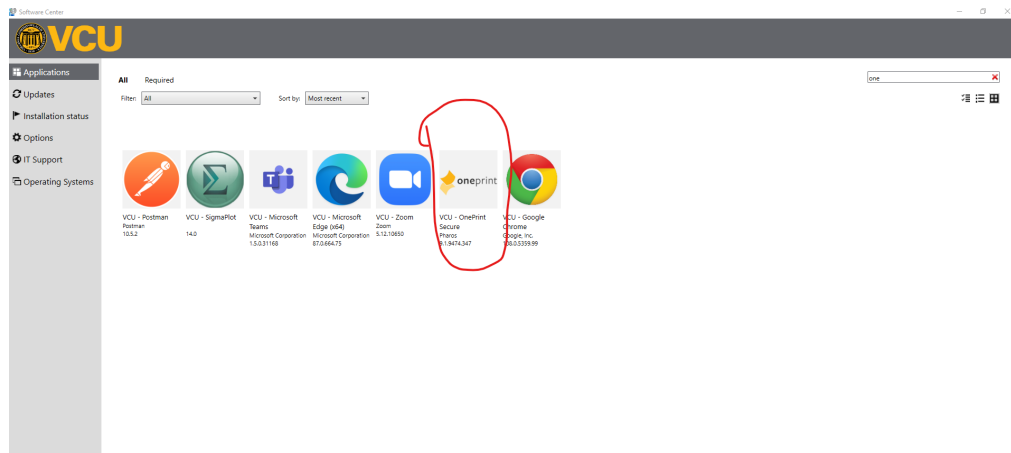 Software Center
VCU
Applications
Updates
Installation status
Options
IT Support
Operating Systems
All Required
one
Filter: All Sort by: Most recent
oneprint
VCU - Postman
Postman
10.5.2
VCU - SigmaPlot
14.0
VCU - Microsoft
Teams
Microsoft Corporation
1.5.0.31168
VCU - Microsoft
Edge (x64)
Microsoft Corporation
87.0.664.75
VCU - Zoom
Zoom
5.12.10650
VCU - OnePrint
Secure
Pharos
9.1.9474.347
VCU - Google
Chrome
Google, Inc.
108.0.5359.99